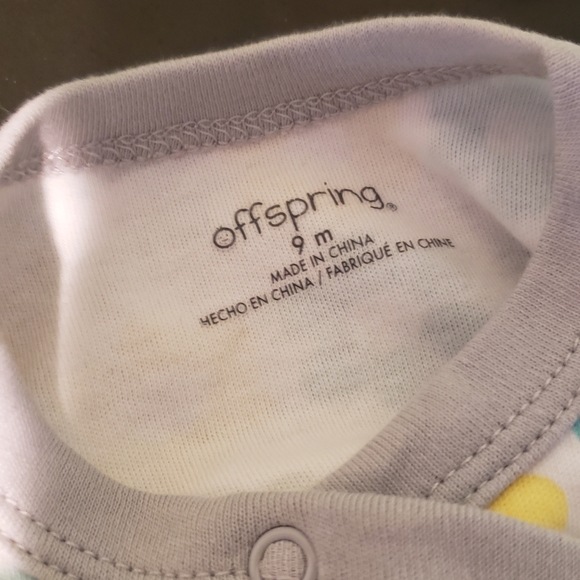 offspring®
9 m
MADE IN CHINA
HECHO EN CHINA / FABRIQUÉ EN CHINE